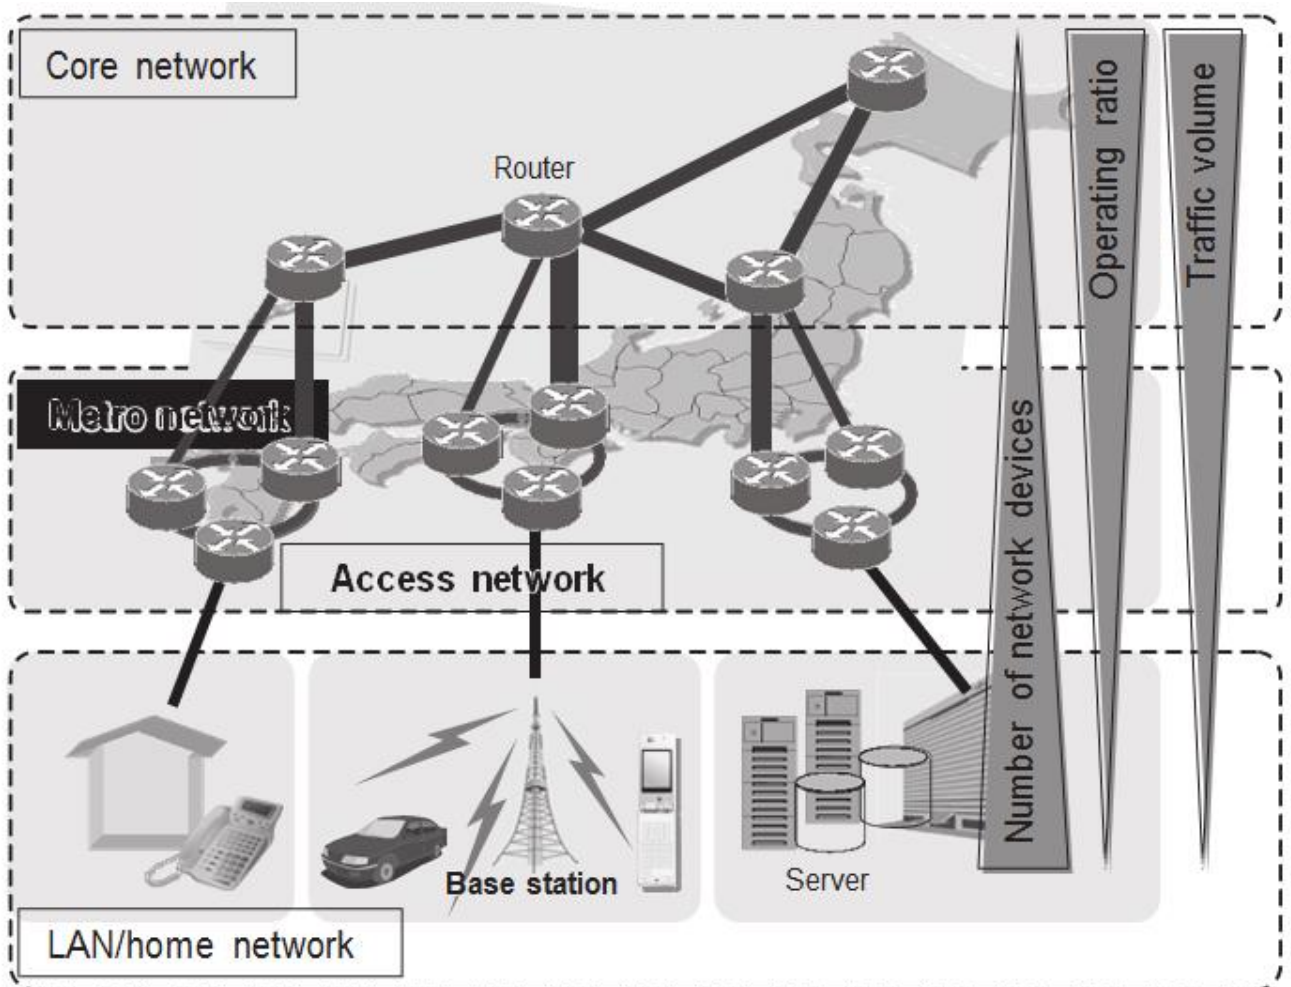 Core network
Router
Operating ratio
Traffic volume
Metro network
Number of network devices
Access network
Base station
Server
LAN/home network